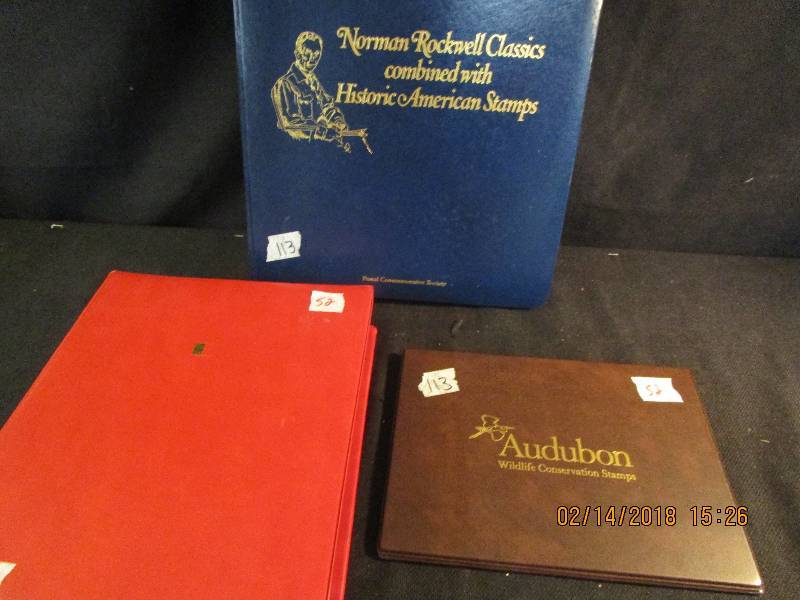 Norman Rockwell Classics
combined with
Historic American Stamps
113
Postal Commemorative Society
52
113
52
Audubon
Wildlife Conservation Stamps
02/14/2018 15:26